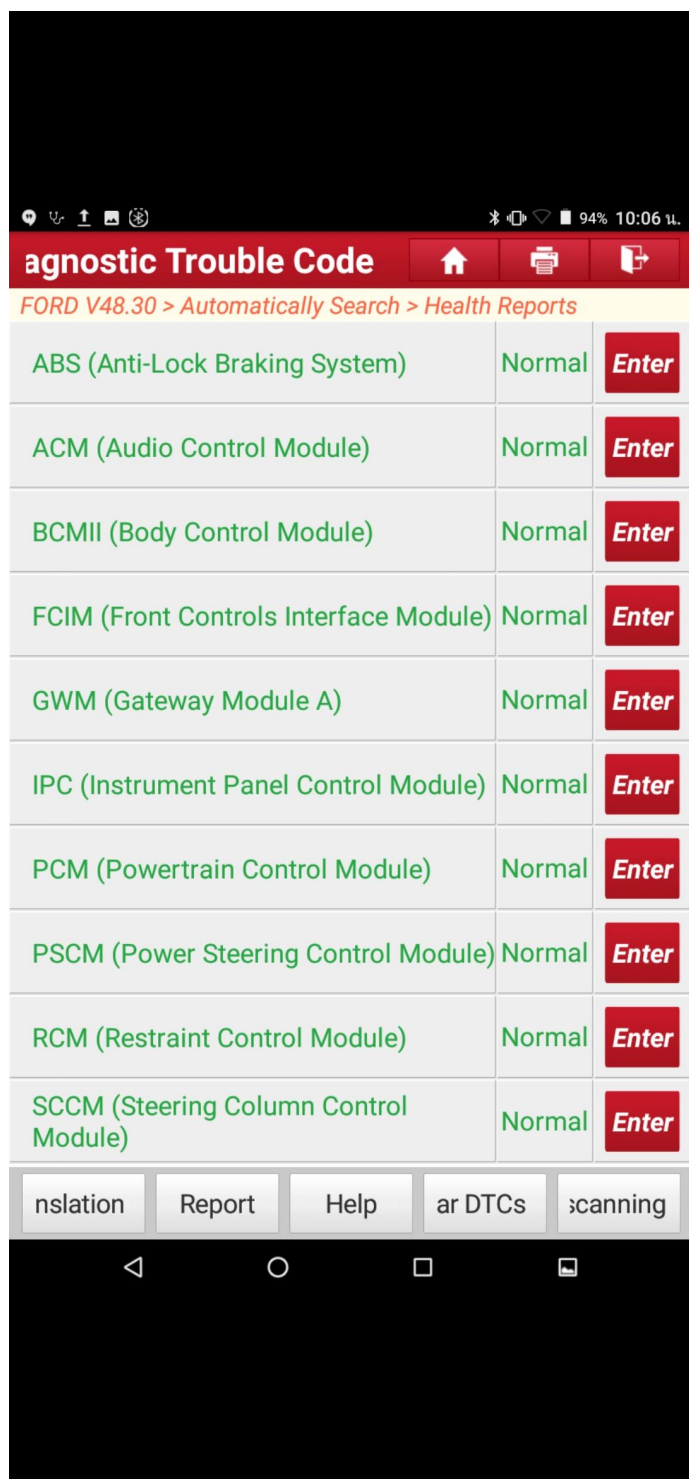 94% 10:06 น.
agnostic Trouble Code
FORD V48.30 > Automatically Search > Health Reports
ABS (Anti-Lock Braking System) Normal Enter
ACM (Audio Control Module) Normal Enter
BCMII (Body Control Module) Normal Enter
FCIM (Front Controls Interface Module) Normal Enter
GWM (Gateway Module A) Normal Enter
IPC (Instrument Panel Control Module) Normal Enter
PCM (Powertrain Control Module) Normal Enter
PSCM (Power Steering Control Module) Normal Enter
RCM (Restraint Control Module) Normal Enter
SCCM (Steering Column Control
Module) Normal Enter
nslation Report Help ar DTCs scanning